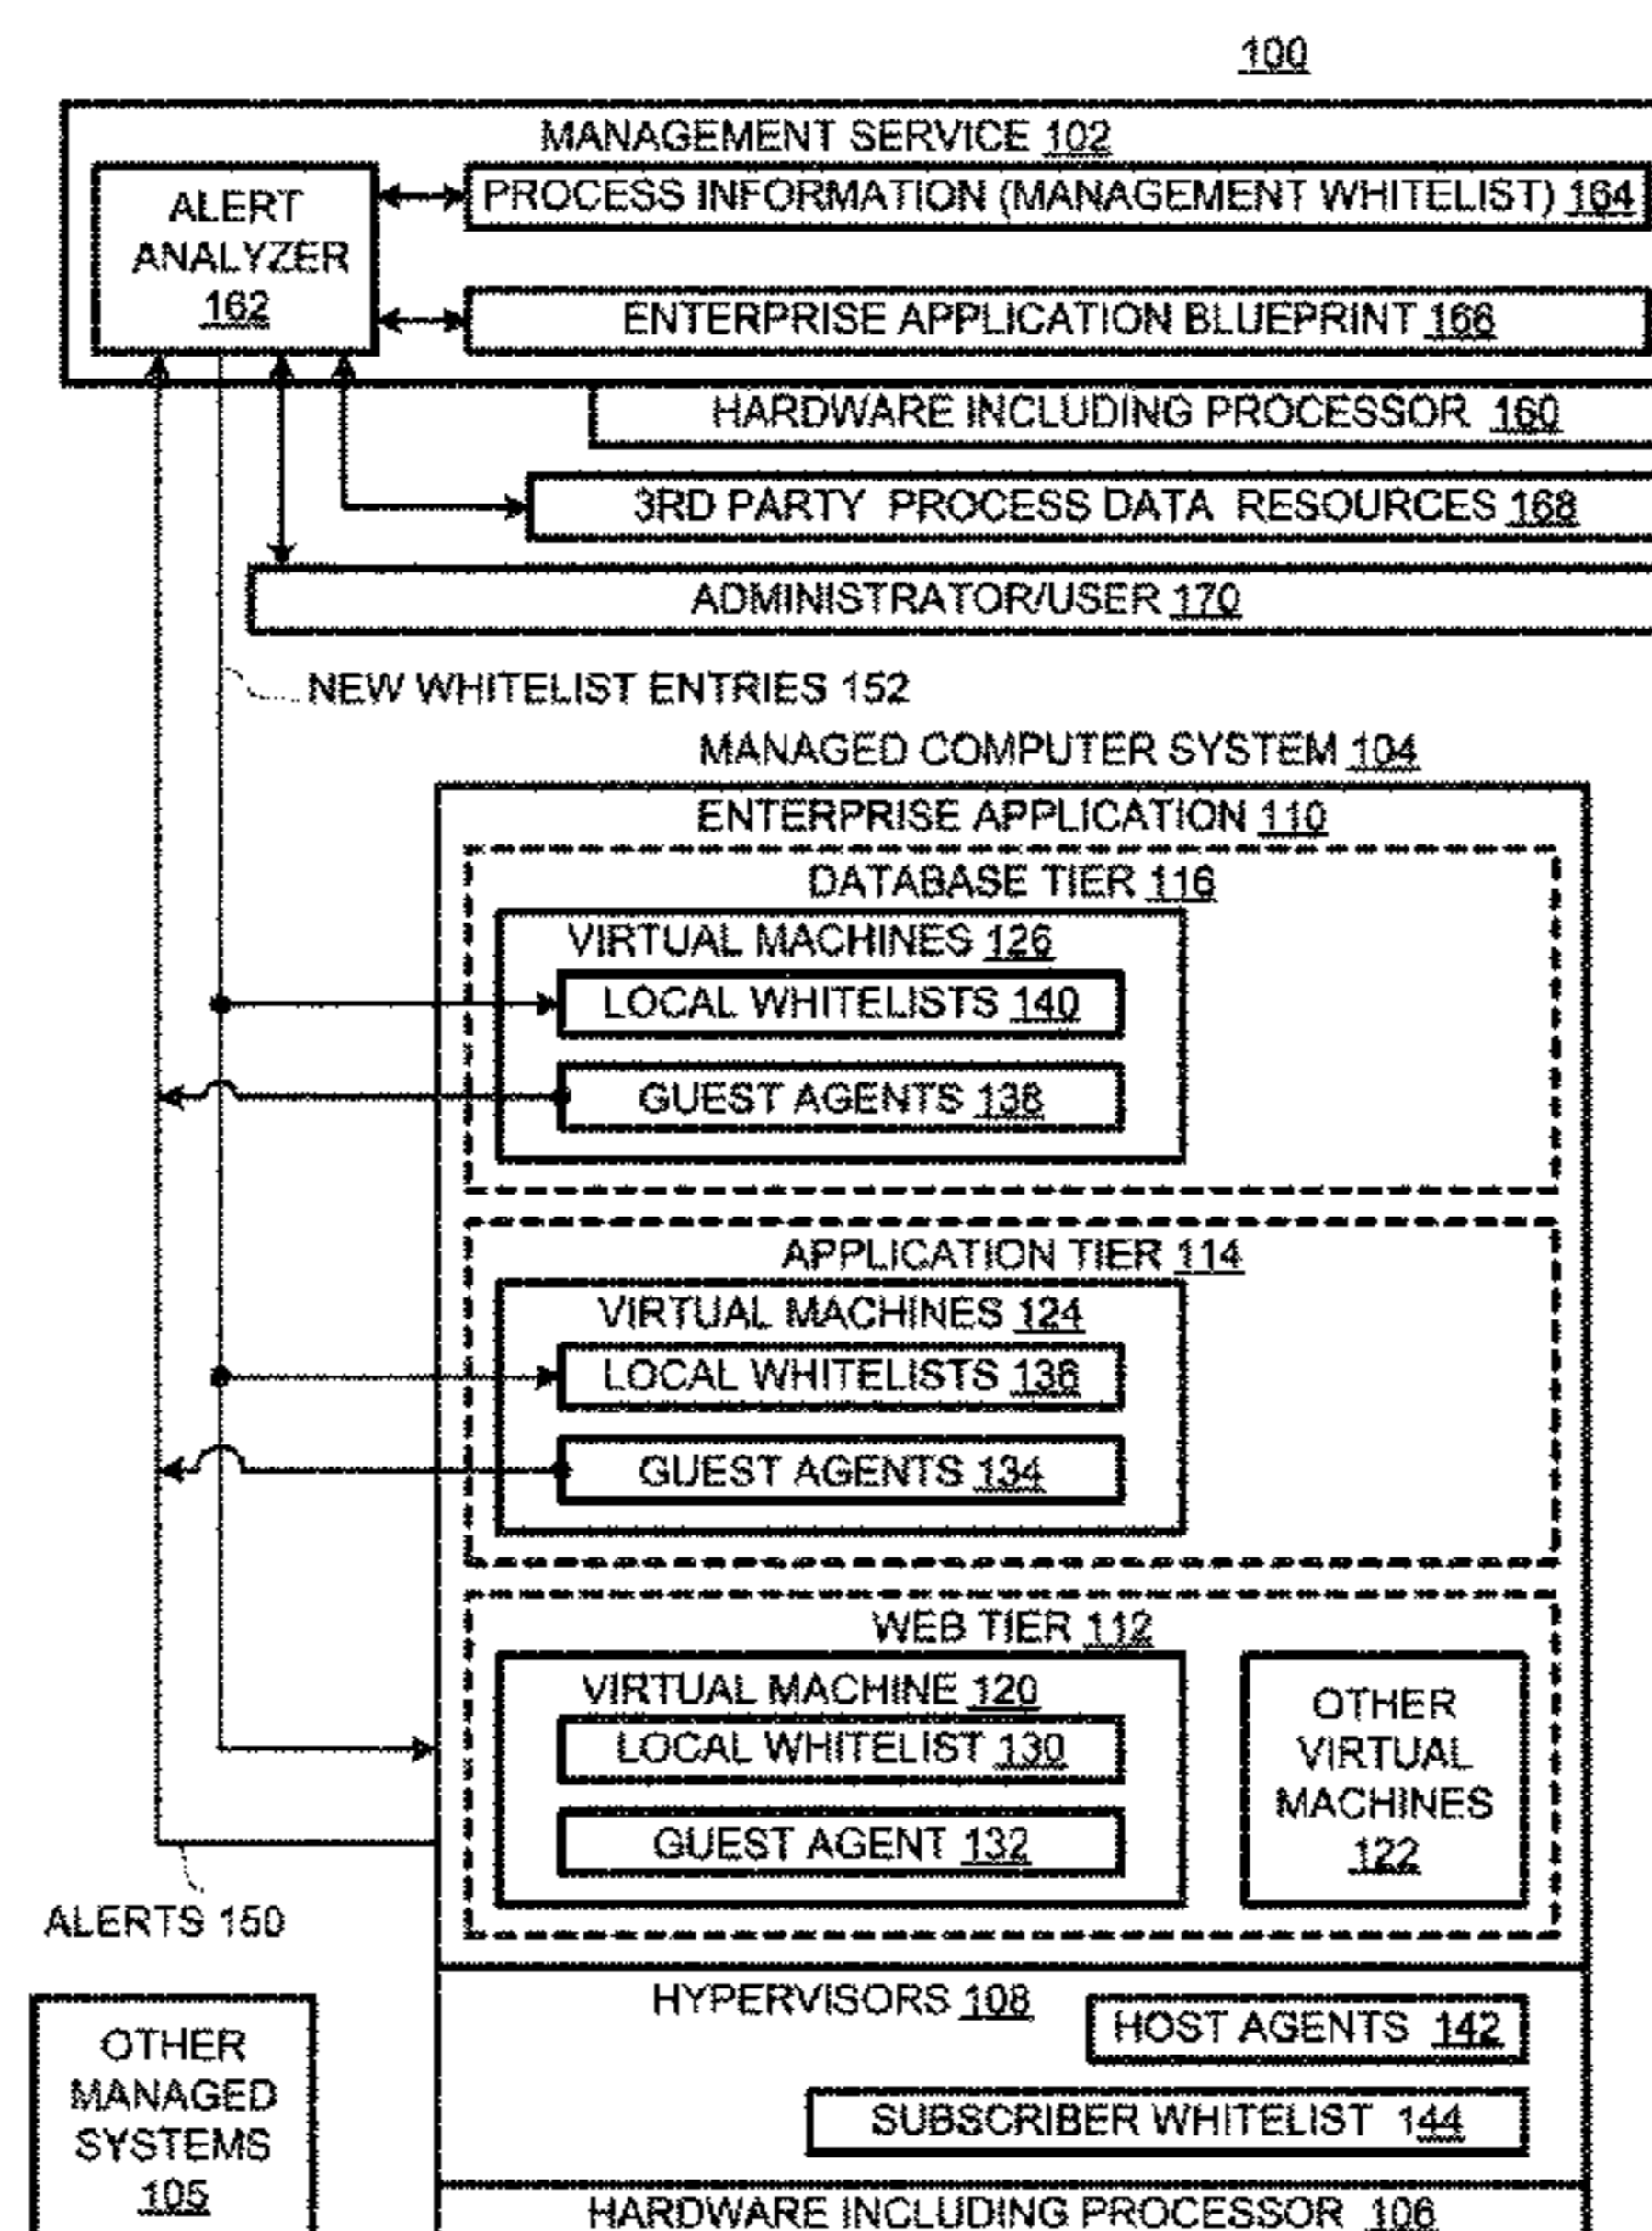 100
MANAGEMENT SERVICE 102
ALERT
ANALYZER
162
PROCESS INFORMATION (MANAGEMENT WHITELIST) 164
ENTERPRISE APPLICATION BLUEPRINT 166
HARDWARE INCLUDING PROCESSOR 160
3RD PARTY PROCESS DATA RESOURCES 168
ADMINISTRATOR/USER 170
NEW WHITELIST ENTRIES 152
MANAGED COMPUTER SYSTEM 104
ENTERPRISE APPLICATION 110
DATABASE TIER 116
VIRTUAL MACHINES 126
LOCAL WHITELISTS 140
GUEST AGENTS 138
APPLICATION TIER 114
VIRTUAL MACHINES 124
LOCAL WHITELISTS 136
GUEST AGENTS 134
WEB TIER 112
VIRTUAL MACHINE 120
LOCAL WHITELIST 130
GUEST AGENT 132
OTHER
VIRTUAL
MACHINES
122
ALERTS 150
HYPERVISORS 108
HOST AGENTS 142
SUBSCRIBER WHITELIST 144
OTHER
MANAGED
SYSTEMS
105
HARDWARE INCLUDING PROCESSOR 106